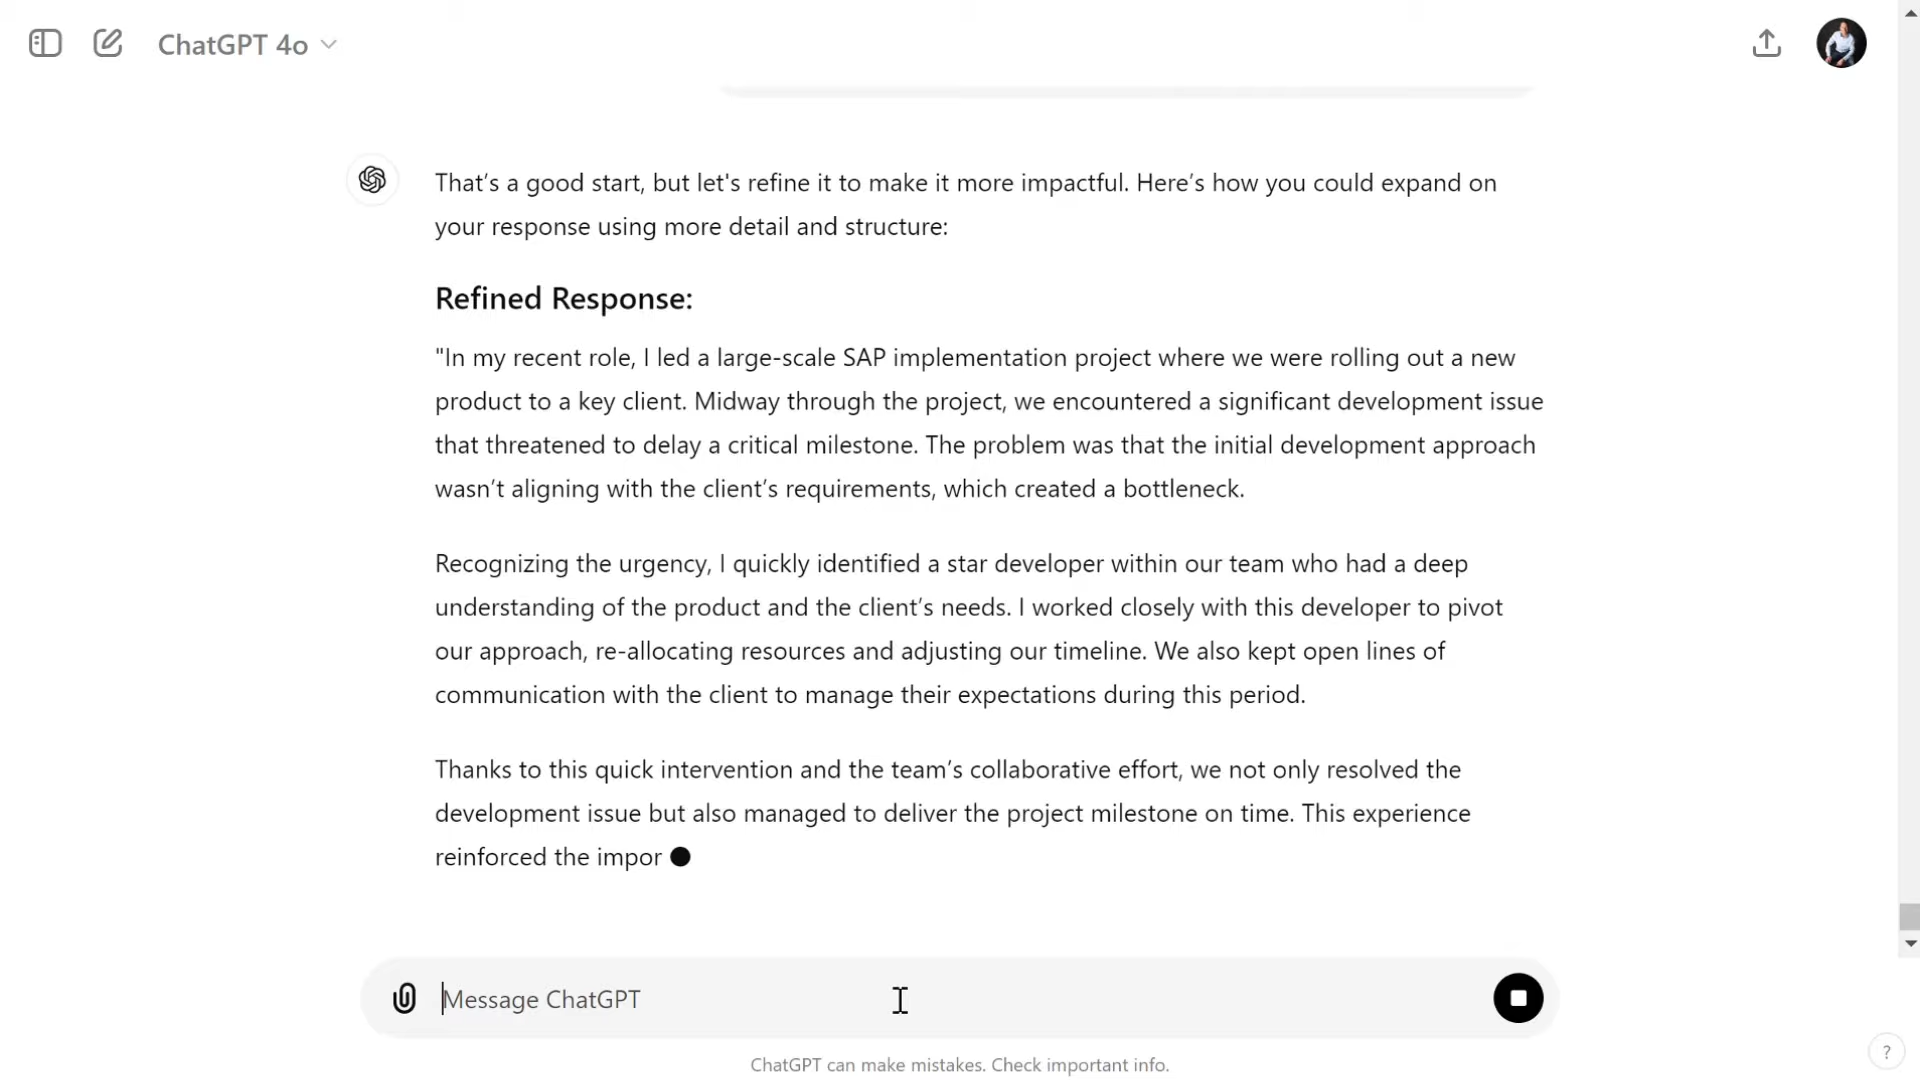 ChatGPT 4o
That’s a good start, but let's refine it to make it more impactful. Here’s how you could expand on
your response using more detail and structure:
Refined Response:
"In my recent role, I led a large-scale SAP implementation project where we were rolling out a new
product to a key client. Midway through the project, we encountered a significant development issue
that threatened to delay a critical milestone. The problem was that the initial development approach
wasn’t aligning with the client’s requirements, which created a bottleneck.
Recognizing the urgency, I quickly identified a star developer within our team who had a deep
understanding of the product and the client’s needs. I worked closely with this developer to pivot
our approach, re-allocating resources and adjusting our timeline. We also kept open lines of
communication with the client to manage their expectations during this period.
Thanks to this quick intervention and the team’s collaborative effort, we not only resolved the
development issue but also managed to deliver the project milestone on time. This experience
reinforced the impor
Message ChatGPT
ChatGPT can make mistakes. Check important info.
?